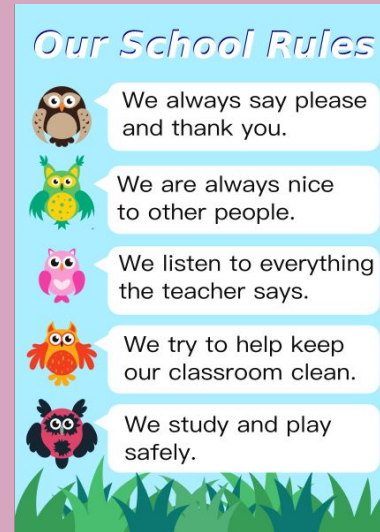 Our School Rules
We always say please
and thank you.
We are always nice
to other people.
We listen to everything
the teacher says.
We try to help keep
our classroom clean.
We study and play
safely.